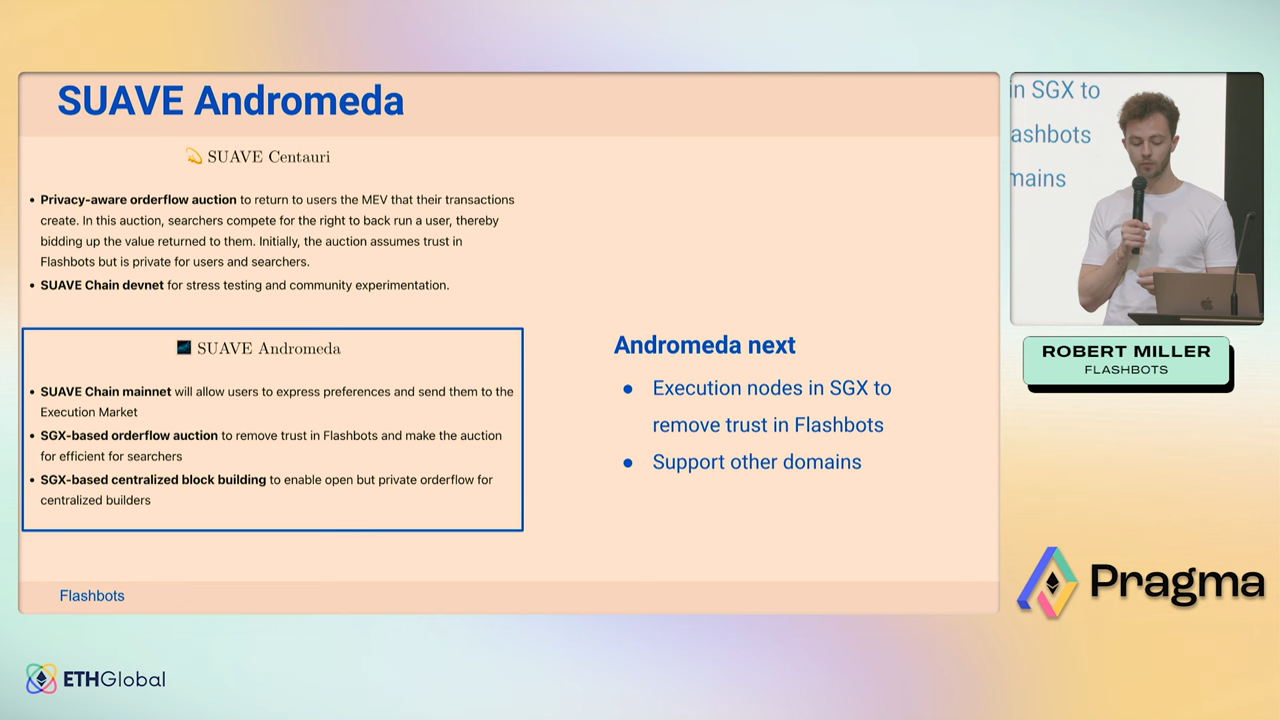 SUAVE Andromeda
SUAVE Centauri
• Privacy-aware orderflow auction to return to users the MEV that their transactions
create. In this auction, searchers compete for the right to back run a user, thereby
bidding up the value returned to them. Initially, the auction assumes trust in
Flashbots but is private for users and searchers.
• SUAVE Chain devnet for stress testing and community experimentation.
SUAVE Andromeda
• SUAVE Chain mainnet will allow users to express preferences and send them to the
Execution Market
• SGX-based orderflow auction to remove trust in Flashbots and make the auction
for efficient for searchers
• SGX-based centralized block building to enable open but private orderflow for
centralized builders
Andromeda next
● Execution nodes in SGX to
remove trust in Flashbots
● Support other domains
Flashbots
in SGX to
ashbots
mains
ROBERT MILLER
FLASHBOTS
Pragma
ETHGlobal